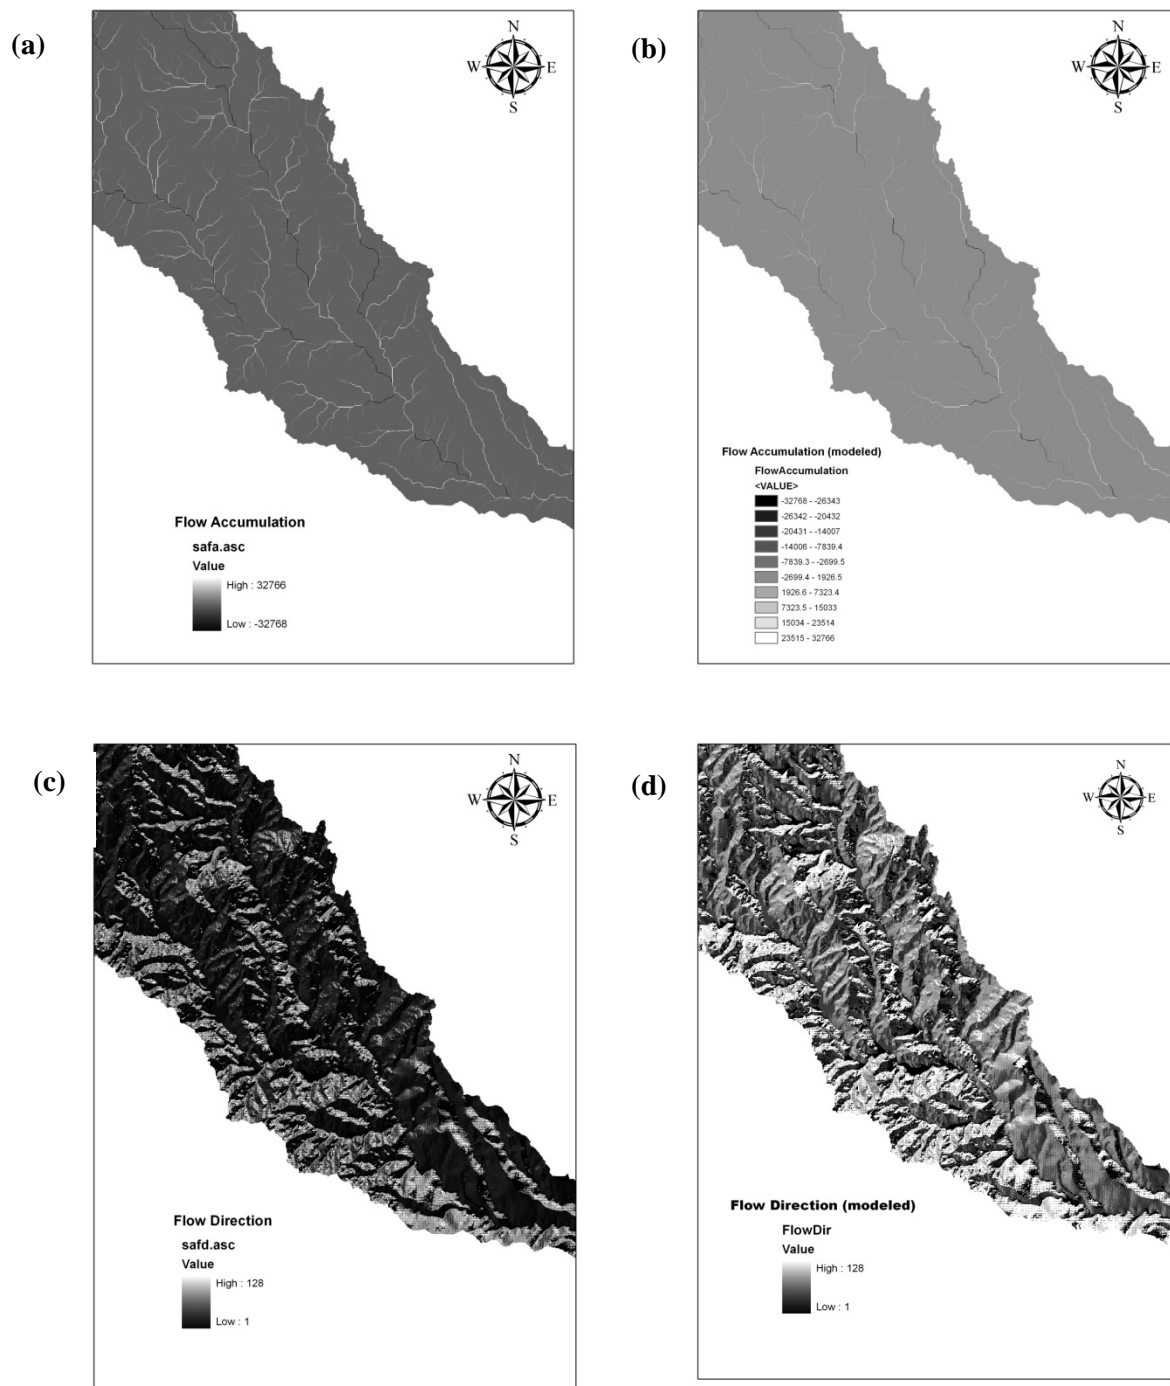 (a)
N
W E
S
Flow Accumulation
safa.asc
Value
High : 32766
Low : -32768
(b)
N
W E
S
Flow Accumulation (modeled)
FlowAccumulation
<VALUE>
-32768 - -26343
-26342 - -20432
-20431 - -14007
-14006 - -7839.4
-7839.3 - -2699.5
-2699.4 - 1926.5
1926.6 - 7323.4
7323.5 - 15033
15034 - 23514
23515 - 32766
(c)
N
W E
S
Flow Direction
safd.asc
Value
High : 128
Low : 1
(d)
N
W E
S
Flow Direction (modeled)
FlowDir
Value
High : 128
Low : 1